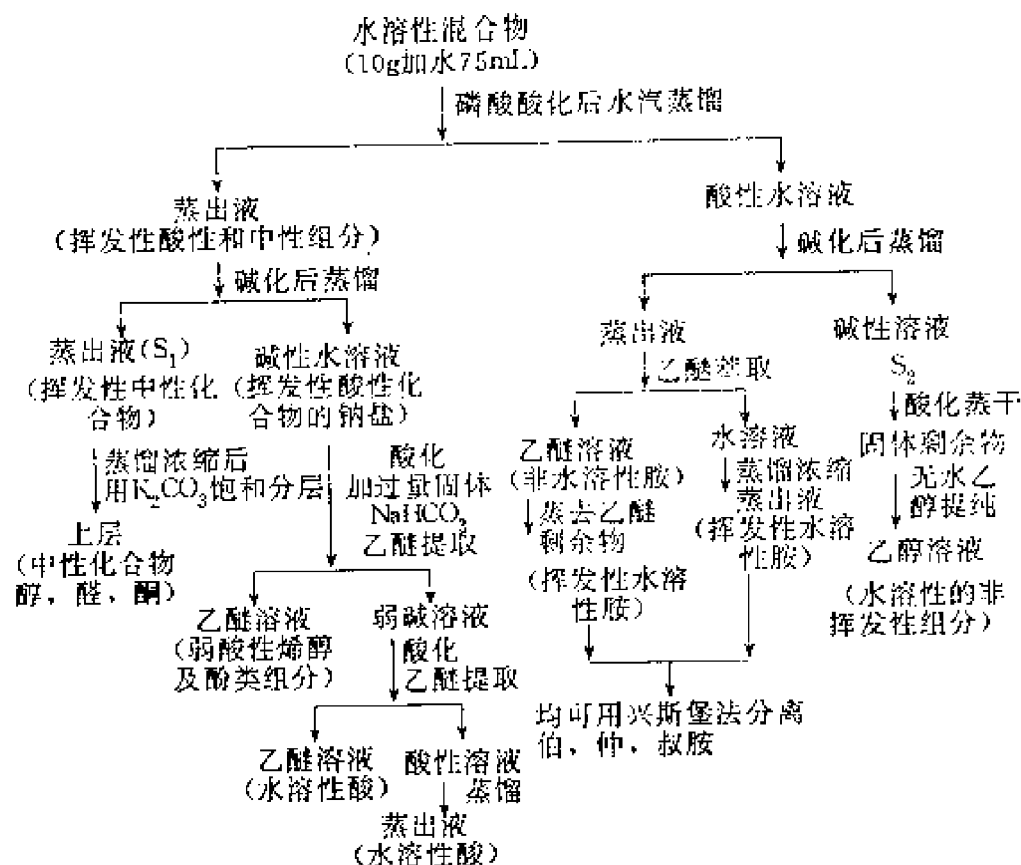 水溶性混合物
(10g加水75mL)
磷酸酸化后水汽蒸馏
蒸出液
(挥发性酸性和中性组分)
酸性水溶液
碱化后蒸馏
碱化后蒸馏
蒸出液(S₁)
(挥发性中性化
合物)
碱性水溶液
(挥发性酸性化
合物的钠盐)
蒸出液
乙醚萃取
碱性溶液
S₂
酸化蒸干
固体剩余物
无水乙
醇提纯
乙醇溶液
(水溶性的非
挥发性组分)
蒸馏浓缩后
用K₂CO₃饱和分层
上层
(中性化合物
醇，醛，酮)
酸化
加过量固体
NaHCO₃
乙醚提取
乙醚溶液
(非水溶性胺)
蒸去乙醚
剩余物
(挥发性水溶
性胺)
水溶液
蒸馏浓缩
蒸出液
(挥发性水溶
性胺)
乙醚溶液
(弱酸性烯醇
及酚类组分)
弱碱溶液
酸化
乙醚提取
均可用兴斯堡法分离
伯，仲，叔胺
乙醚溶液
(水溶性酸)
酸性溶液
蒸馏
蒸出液
(水溶性酸)